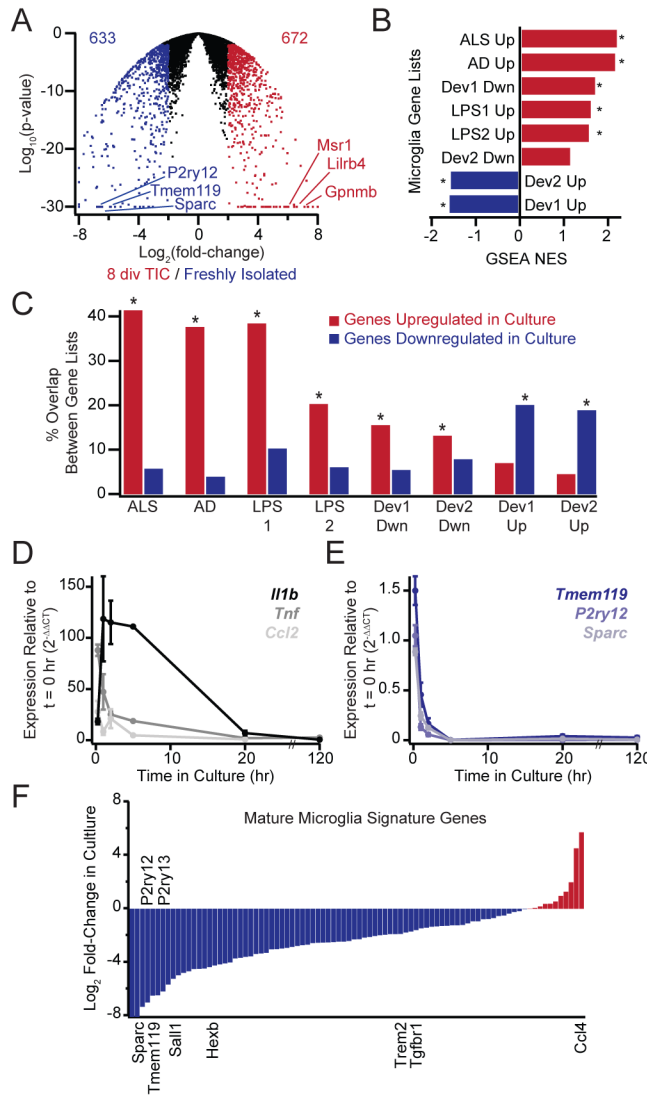 A
633
672
0
-10
-20
-30
Log10(p-value)
Msr1
Lilrb4
Gpnmb
P2ry12
Tmem119
Sparc
-8 -4 0 4 8
Log2(fold-change)
8 div TIC / Freshly Isolated
B
Microglia Gene Lists
ALS Up *
AD Up *
Dev1 Dwn *
LPS1 Up *
LPS2 Up *
Dev2 Dwn
* Dev2 Up
* Dev1 Up
-2 -1 0 1 2
GSEA NES
C
% Overlap
Between Gene Lists
40
30
20
10
0
Genes Upregulated in Culture
Genes Downregulated in Culture
* * * * * * * *
ALS AD LPS LPS Dev1 Dev2 Dev1 Dev2
1 2 Dwn Dwn Up Up
D
Expression Relative to
t = 0 hr (2-ΔΔCT)
150
100
50
0
Il1b
Tnf
Ccl2
0 10 20 120
Time in Culture (hr)
E
Expression Relative to
t = 0 hr (2-ΔΔCT)
1.5
1.0
0.5
0.0
Tmem119
P2ry12
Sparc
0 10 20 120
Time in Culture (hr)
F
Log2 Fold-Change in Cultlure
8
4
0
-4
-8
Mature Microglia Signature Genes
P2ry12
P2ry13
Sparc
Tmem119
Sall1
Hexb
Trem2
Tgfbr1
Ccl4